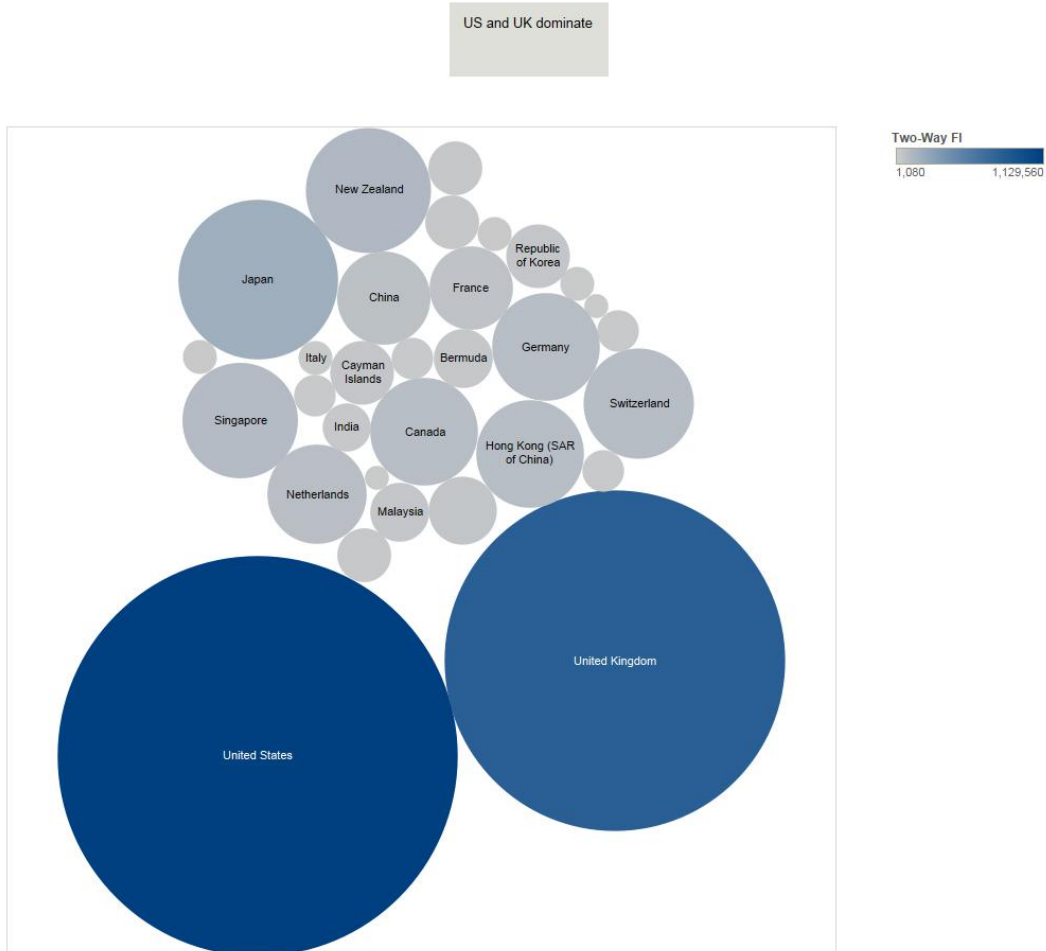 US and UK dominate
Two-Way FI
1,080 1,129,560
New Zealand
Republic
of Korea
Japan
China
France
Germany
Italy
Cayman
Islands
Bermuda
Switzerland
Singapore
India
Canada
Hong Kong (SAR
of China)
Netherlands
Malaysia
United Kingdom
United States